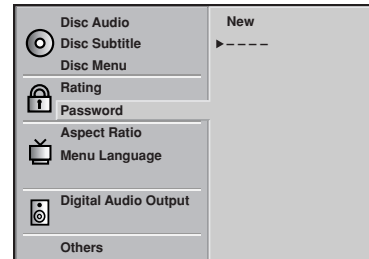 Disc Audio
Disc Subtitle
Disc Menu
Rating
Password
Aspect Ratio
Menu Language
Digital Audio Output
Others
New
▶– – – –